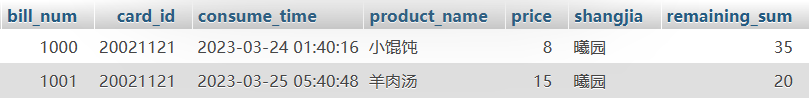 bill_num card_id consume_time product_name price shangjia remaining_sum
1000 20021121 2023-03-24 01:40:16 小馄饨 8 曦园 35
1001 20021121 2023-03-25 05:40:48 羊肉汤 15 曦园 20